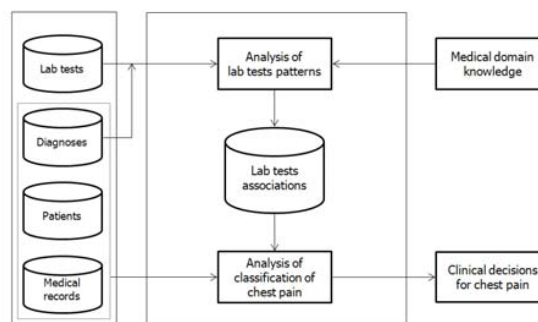 Lab tests
Diagnoses
Patients
Medical
records
Analysis of
lab tests patterns
Lab tests
associations
Analysis of
classification of
chest pain
Medical domain
knowledge
Clinical decisions
for chest pain